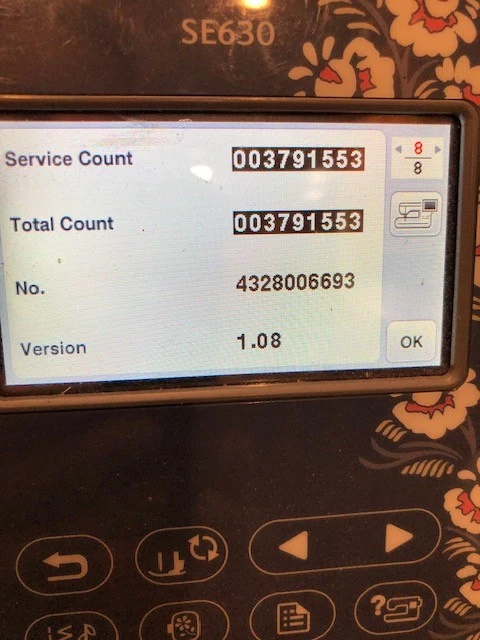 SE630
Service Count 003791553
8
8
Total Count 003791553
No. 4328006693
Version 1.08
OK
?